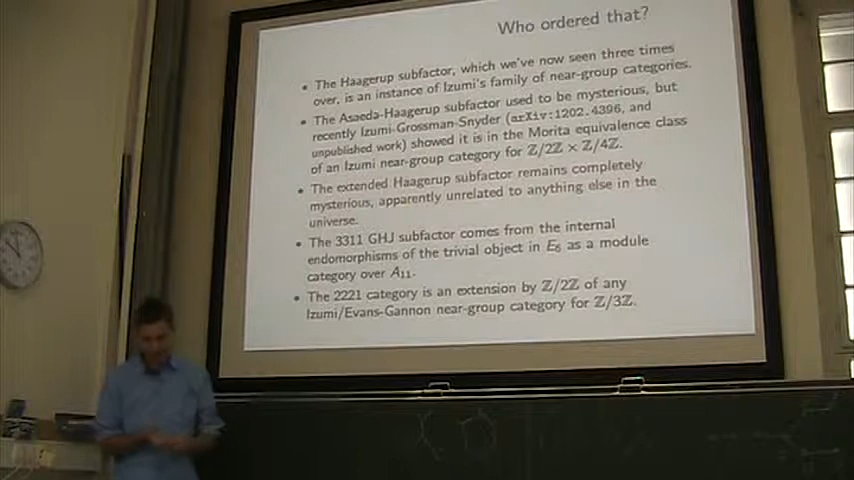 Who ordered that?
• The Haagerup subfactor, which we've now seen three times
over, is an instance of Izumi's family of near-group categories.
• The Asaeda-Haagerup subfactor used to be mysterious, but
recently Izumi-Grossman-Snyder (arXiv:1202.4396, and
unpublished work) showed it is in the Morita equivalence class
of an Izumi near-group category for ℤ/2ℤ × ℤ/4ℤ.
• The extended Haagerup subfactor remains completely
mysterious, apparently unrelated to anything else in the
universe.
• The 3311 GHJ subfactor comes from the internal
endomorphisms of the trivial object in E₆ as a module
category over A₁₁.
• The 2221 category is an extension by ℤ/2ℤ of any
Izumi/Evans-Gannon near-group category for ℤ/3ℤ.